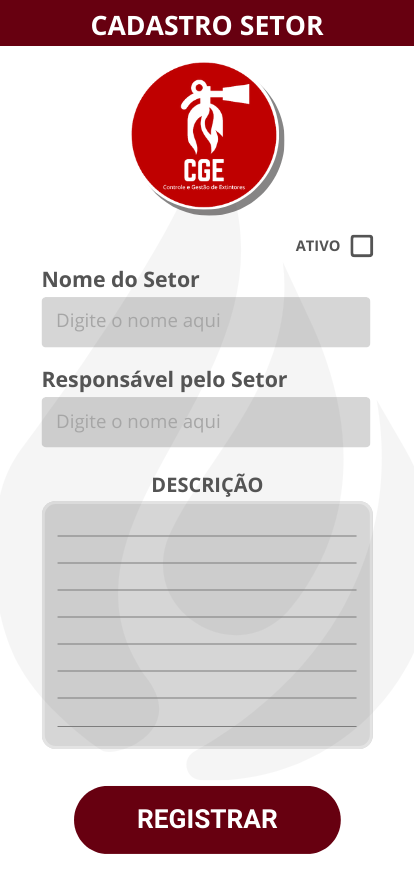 CADASTRO SETOR
CGE
Controle e Gestão de Extintores
ATIVO
Nome do Setor
Digite o nome aqui
Responsável pelo Setor
Digite o nome aqui
DESCRIÇÃO
REGISTRAR